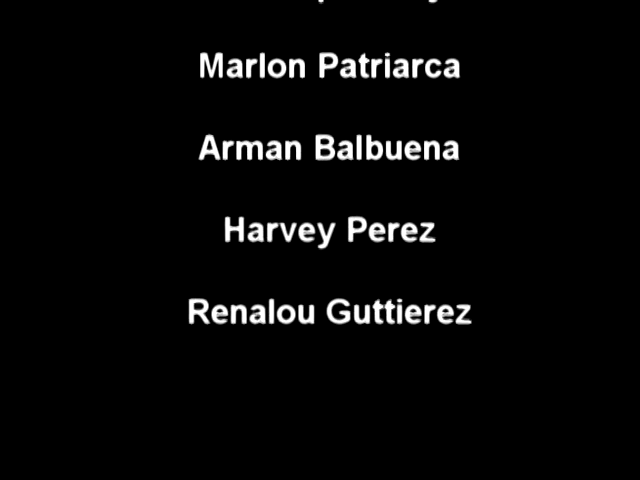 Marlon Patriarca
Arman Balbuena
Harvey Perez
Renalou Guttierez